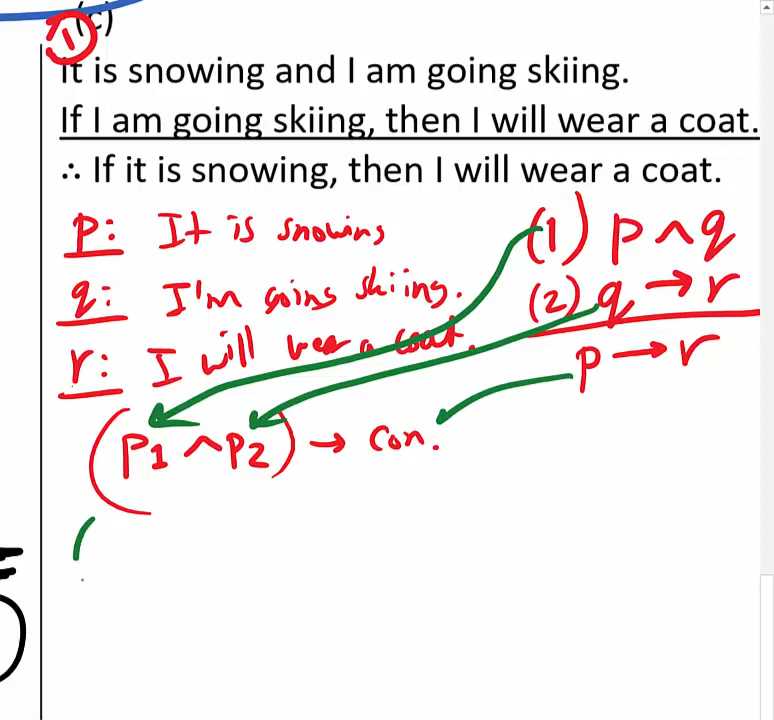 (c)
1
It is snowing and I am going skiing.
If I am going skiing, then I will wear a coat.
∴ If it is snowing, then I will wear a coat.
p: It is snowing
(1) p ∧ q
q: I'm going skiing.
(2) q → r
r: I will wear a coat.
p → r
(P1 ∧ P2) → con.
(